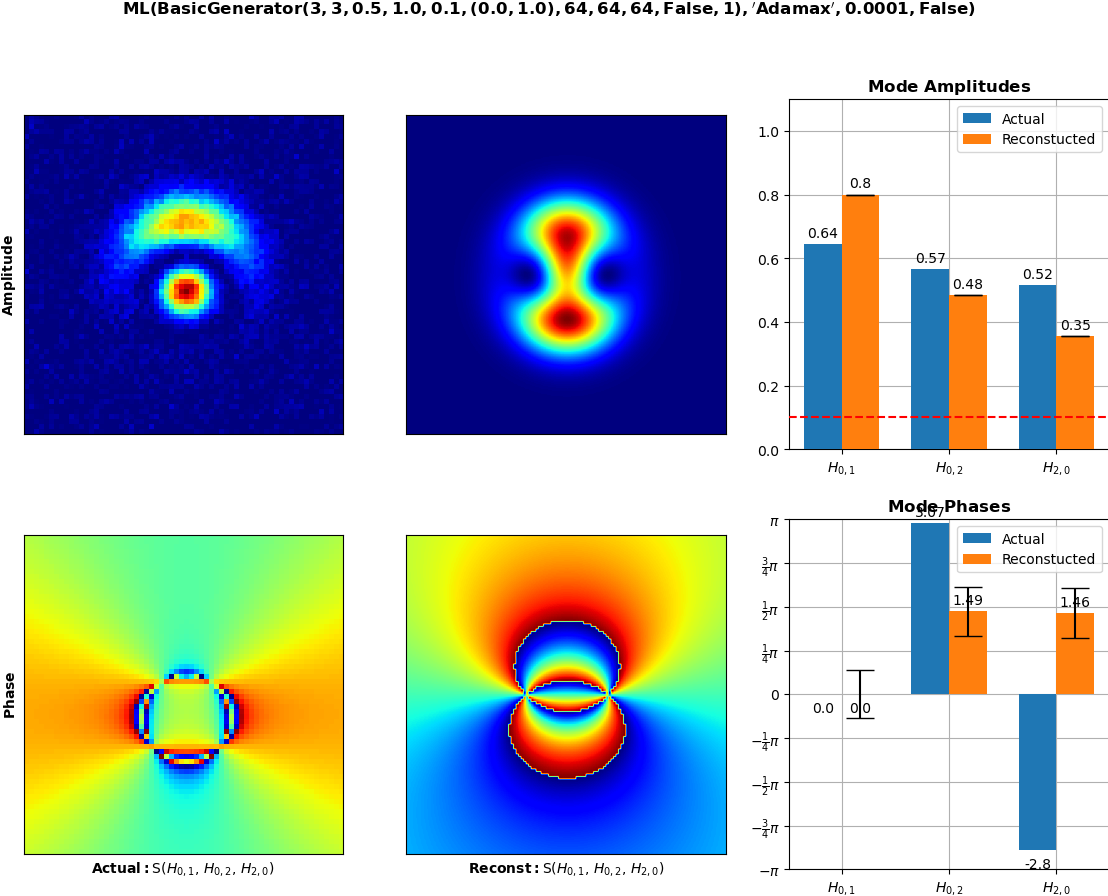 ML(BasicGenerator(3, 3, 0.5, 1.0, 0.1, (0.0, 1.0), 64, 64, 64, False, 1), 'Adamax', 0.0001, False)
Mode Amplitudes
Actual
Reconstucted
1.0
0.8
0.6
0.4
0.2
0.0
0.64
0.8
0.57
0.48
0.52
0.35
H0,1
H0,2
H2,0
Amplitude
Mode Phases
Actual
Reconstucted
π
3/4π
1/2π
1/4π
0
−1/4π
−1/2π
−3/4π
−π
0.0
0.0
3.07
1.49
-2.8
1.46
H0,1
H0,2
H2,0
Phase
Actual: S(H0,1, H0,2, H2,0)
Reconst: S(H0,1, H0,2, H2,0)